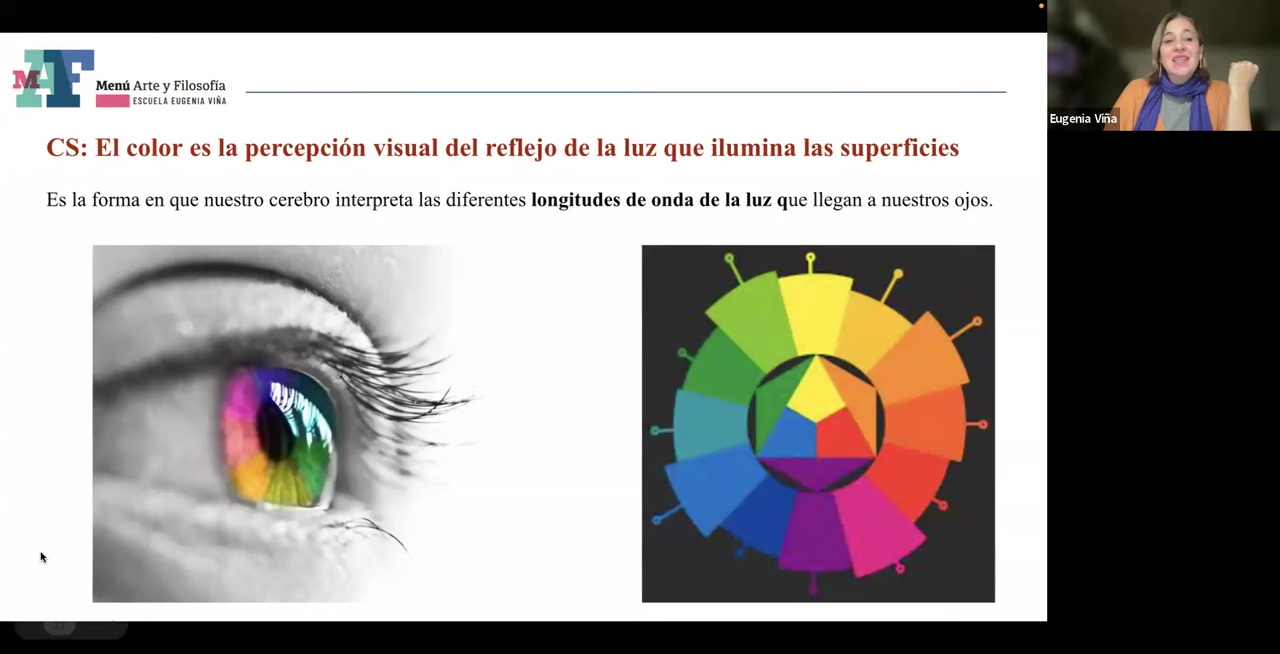 MAF
Menú Arte y Filosofía
ESCUELA EUGENIA VIÑA
Eugenia Viña
CS: El color es la percepción visual del reflejo de la luz que ilumina las superficies
Es la forma en que nuestro cerebro interpreta las diferentes longitudes de onda de la luz que llegan a nuestros ojos.